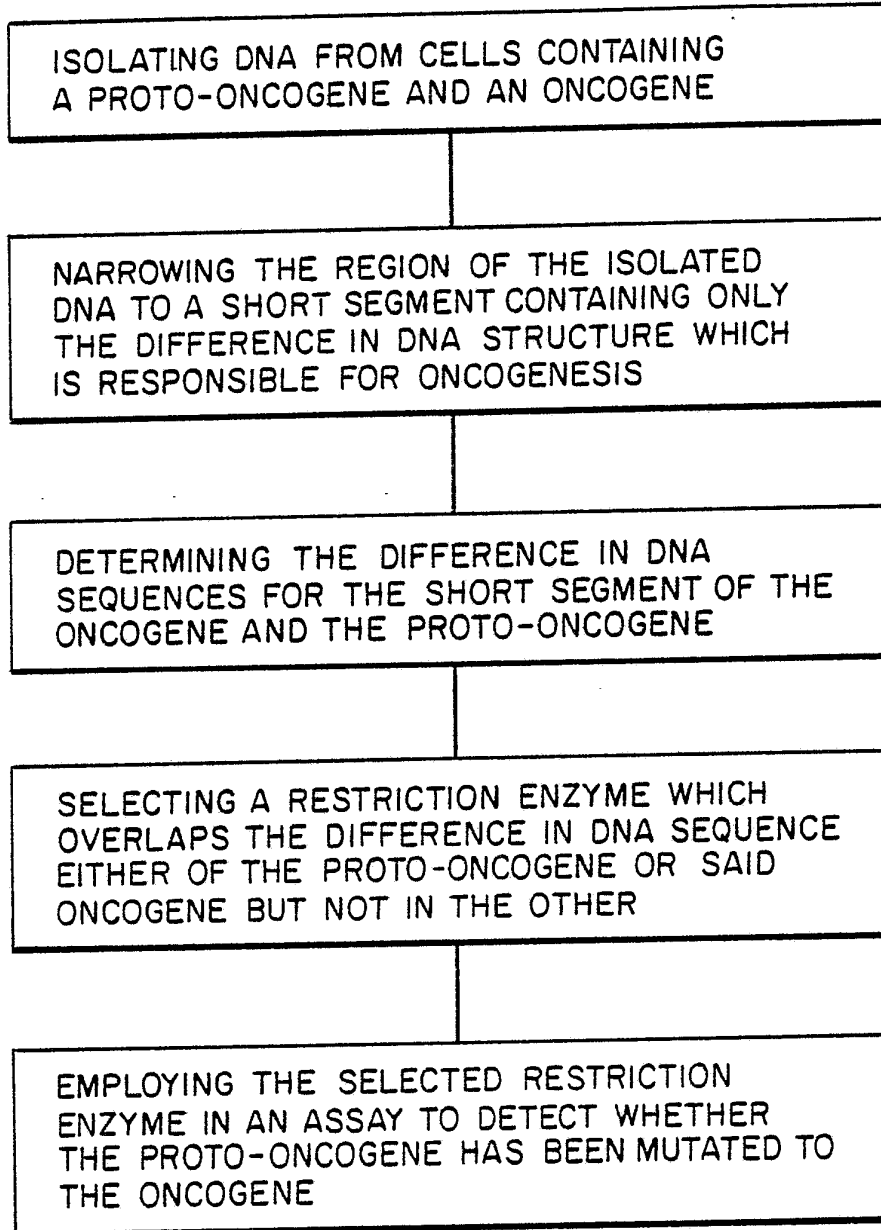 ISOLATING DNA FROM CELLS CONTAINING
A PROTO-ONCOGENE AND AN ONCOGENE
NARROWING THE REGION OF THE ISOLATED
DNA TO A SHORT SEGMENT CONTAINING ONLY
THE DIFFERENCE IN DNA STRUCTURE WHICH
IS RESPONSIBLE FOR ONCOGENESIS
DETERMINING THE DIFFERENCE IN DNA
SEQUENCES FOR THE SHORT SEGMENT OF THE
ONCOGENE AND THE PROTO-ONCOGENE
SELECTING A RESTRICTION ENZYME WHICH
OVERLAPS THE DIFFERENCE IN DNA SEQUENCE
EITHER OF THE PROTO-ONCOGENE OR SAID
ONCOGENE BUT NOT IN THE OTHER
EMPLOYING THE SELECTED RESTRICTION
ENZYME IN AN ASSAY TO DETECT WHETHER
THE PROTO-ONCOGENE HAS BEEN MUTATED TO
THE ONCOGENE